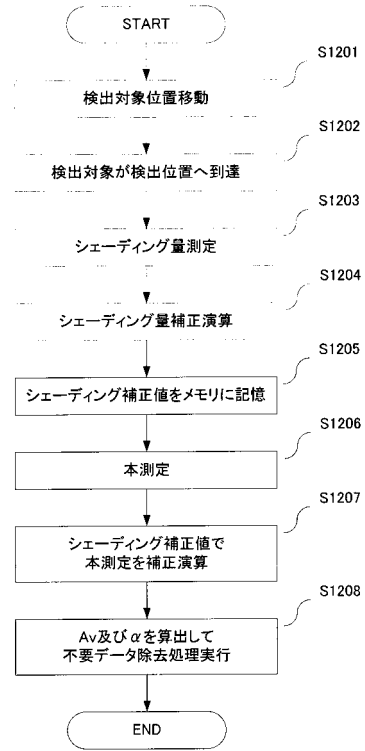 START
S1201
検出対象位置移動
S1202
検出対象が検出位置へ到達
S1203
シェーディング量測定
S1204
シェーディング量補正演算
S1205
シェーディング補正値をメモリに記憶
S1206
本測定
S1207
シェーディング補正値で
本測定を補正演算
S1208
Av及びαを算出して
不要データ除去処理実行
END